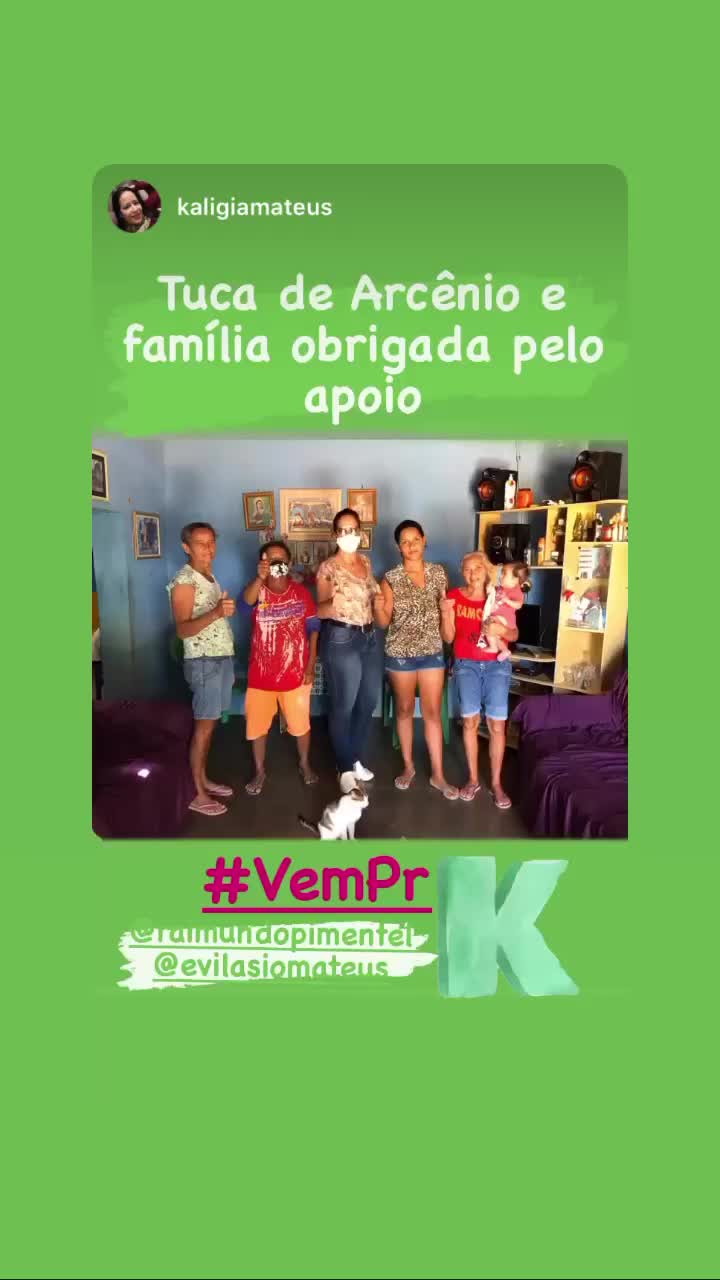 kaligiamateus
Tuca de Arcênio e
família obrigada pelo
apoio
#VemPr K
@raimundopimentel
@evilasiomateus